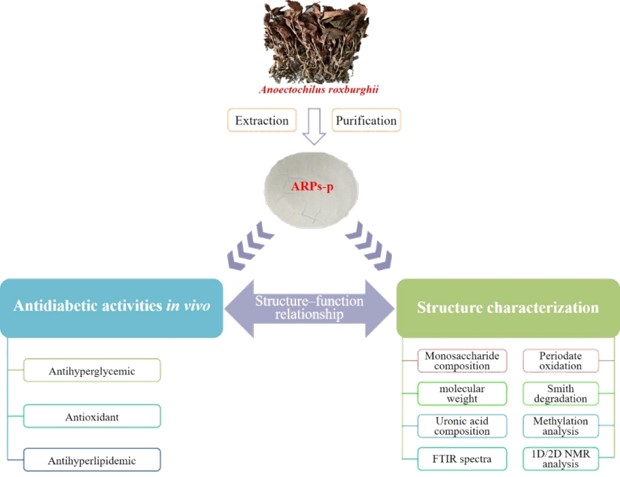 Anoectochilus roxburghii
Extraction
Purification
ARPs-p
Antidiabetic activities in vivo
Structure–function
relationship
Structure characterization
Antihyperglycemic
Antioxidant
Antihyperlipidemic
Monosaccharide
composition
Periodate
oxidation
molecular
weight
Smith
degradation
Uronic acid
composition
Methylation
analysis
FTIR spectra
1D/2D NMR
analysis